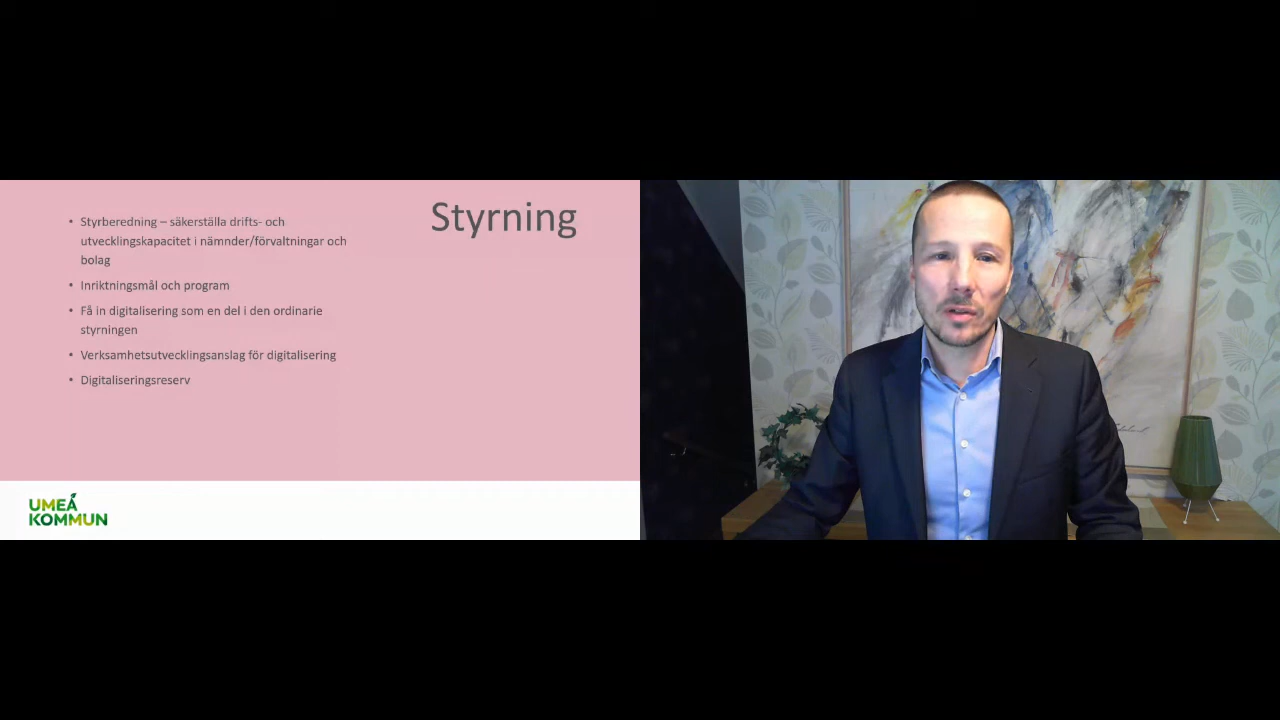 Styrning
• Styrberedning – säkerställa drifts- och
utvecklingskapacitet i nämnder/förvaltningar och
bolag
• Inriktningsmål och program
• Få in digitalisering som en del i den ordinarie
styrningen
• Verksamhetsutvecklingsanslag för digitalisering
• Digitaliseringsreserv
UMEÅ
KOMMUN